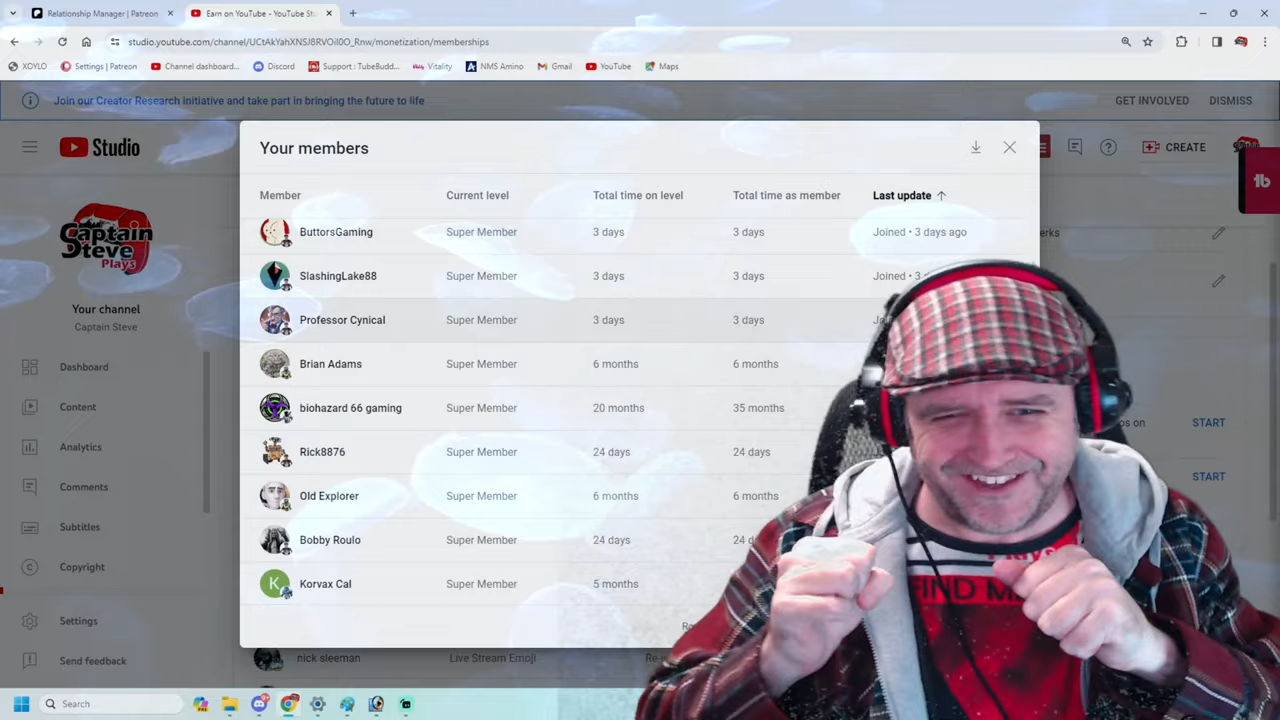 Relationship Manager | Patreon
Earn on YouTube - YouTube St
studio.youtube.com/channel/UCtAkYahXNSJ8RVOil0O_Rnw/monetization/memberships
XOYLO
Settings | Patreon
Channel dashboard...
Discord
Support : TubeBudd...
Vitality
NMS Amino
Gmail
YouTube
Maps
Join our Creator Research initiative and take part in bringing the future to life
GET INVOLVED
DISMISS
Studio
CREATE
Your members
Member Current level Total time on level Total time as member Last update
ButtorsGaming Super Member 3 days 3 days Joined • 3 days ago
SlashingLake88 Super Member 3 days 3 days Joined • 3
Professor Cynical Super Member 3 days 3 days
Brian Adams Super Member 6 months 6 months
biohazard 66 gaming Super Member 20 months 35 months
Rick8876 Super Member 24 days 24 days
Old Explorer Super Member 6 months 6 months
Bobby Roulo Super Member 24 days 24 d
Korvax Cal Super Member 5 months
nick sleeman Live Stream Emoji
Captain
Steve
Plays
Your channel
Captain Steve
Dashboard
Content
Analytics
Comments
Subtitles
Copyright
Settings
Send feedback
START
START
Plays
FIND M
Search